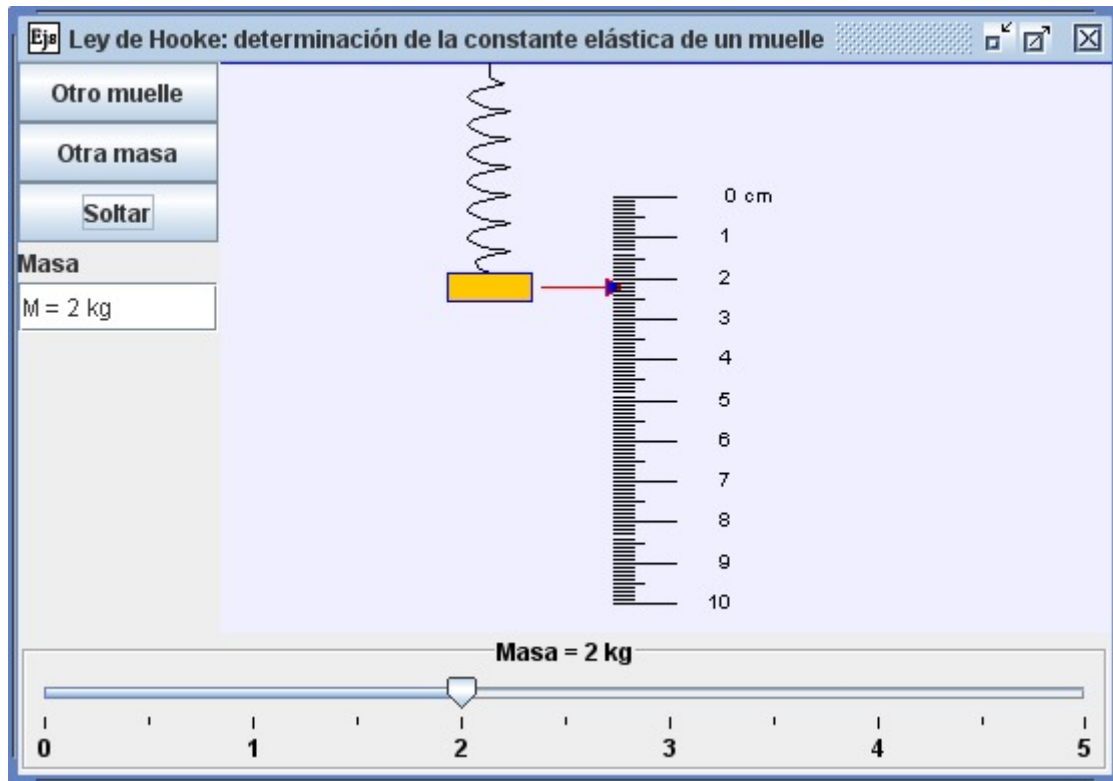 Ejs Ley de Hooke: determinación de la constante elástica de un muelle
Otro muelle
Otra masa
Soltar
Masa
M = 2 kg
0 cm
1
2
3
4
5
6
7
8
9
10
Masa = 2 kg
0 1 2 3 4 5